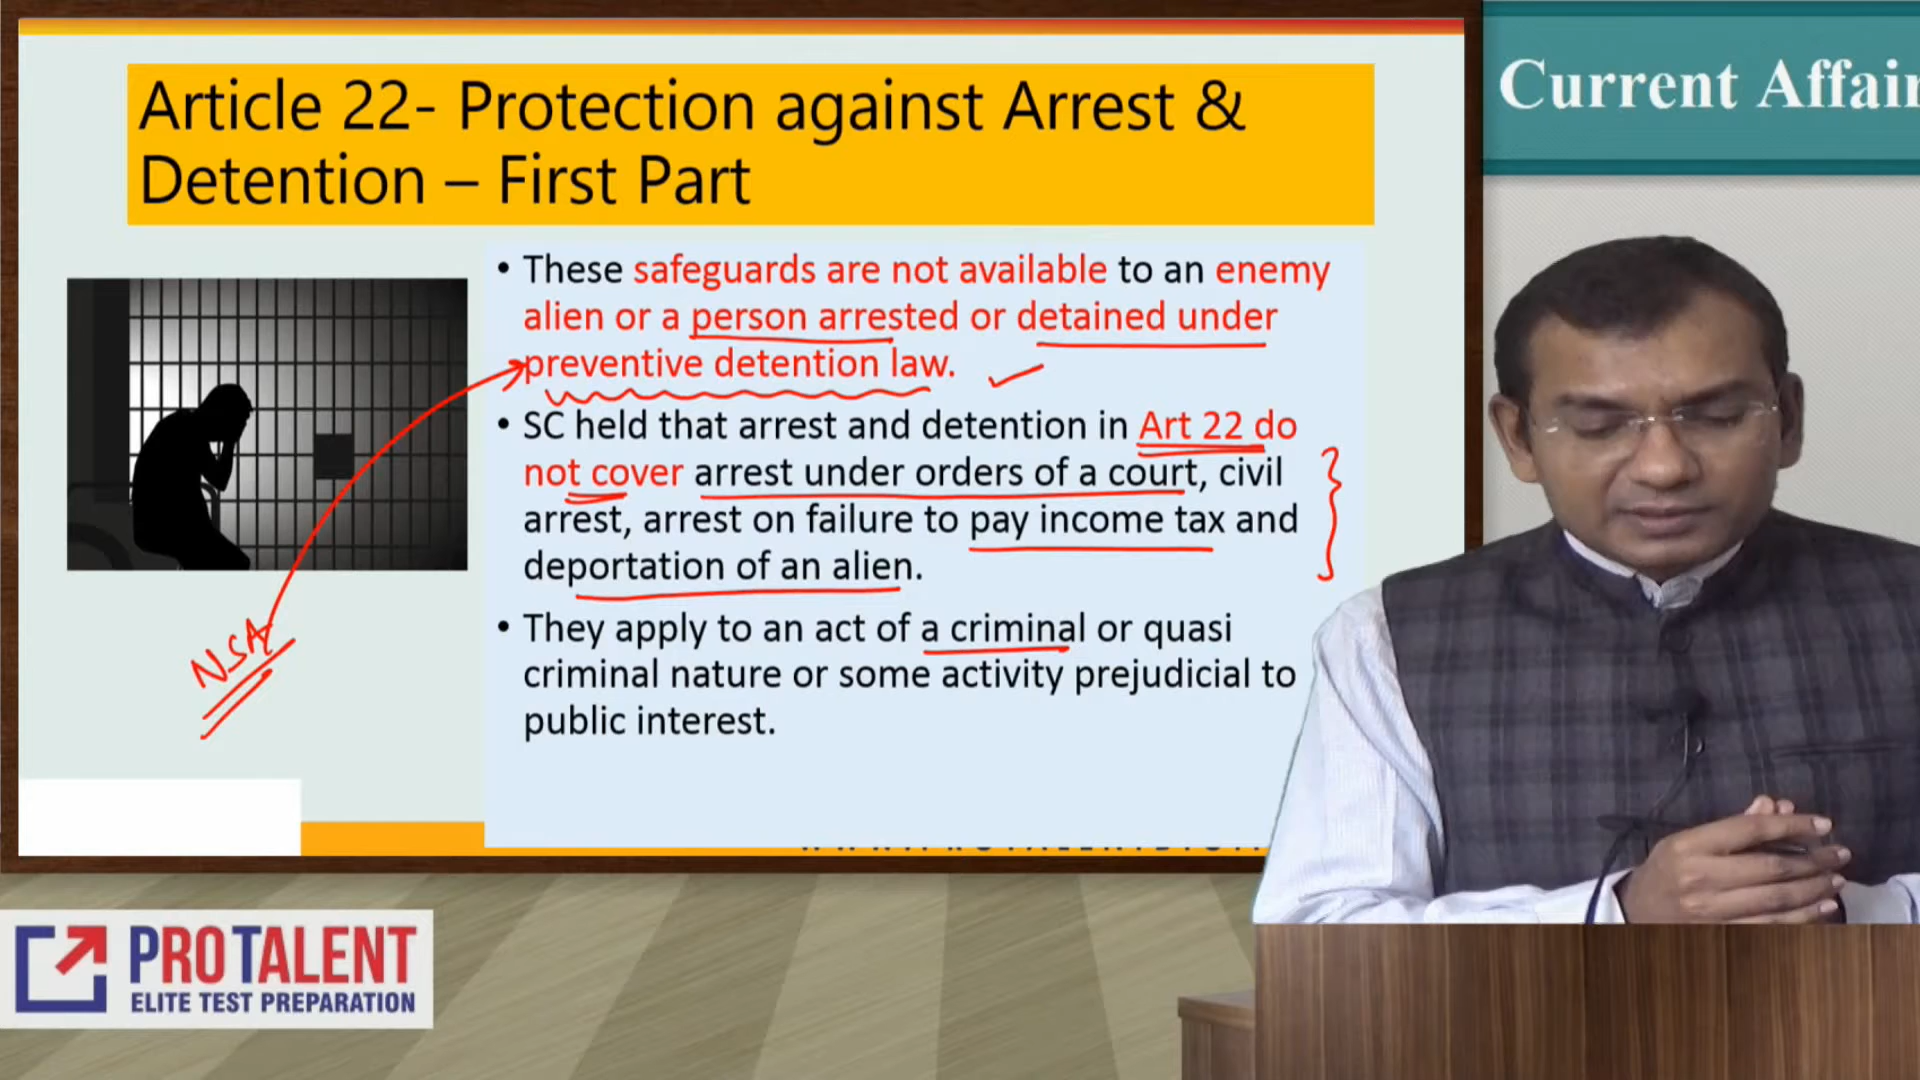 Current Affair
Article 22- Protection against Arrest &
Detention – First Part
• These safeguards are not available to an enemy
alien or a person arrested or detained under
preventive detention law.
• SC held that arrest and detention in Art 22 do
not cover arrest under orders of a court, civil
arrest, arrest on failure to pay income tax and
deportation of an alien.
• They apply to an act of a criminal or quasi
criminal nature or some activity prejudicial to
public interest.
NSA
PROTALENT
ELITE TEST PREPARATION